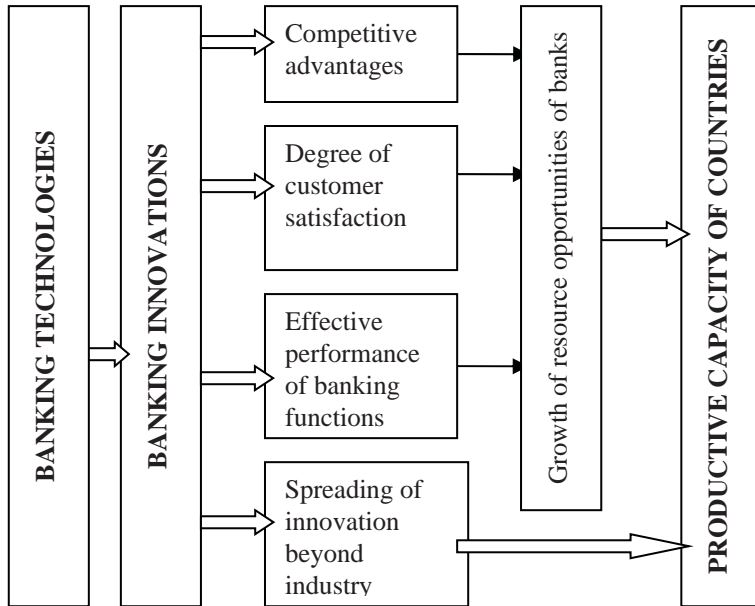 BANKING TECHNOLOGIES
BANKING INNOVATIONS
Competitive
advantages
Degree of
customer
satisfaction
Effective
performance
of banking
functions
Spreading of
innovation
beyond
industry
Growth of resource opportunities of banks
PRODUCTIVE CAPACITY OF COUNTRIES